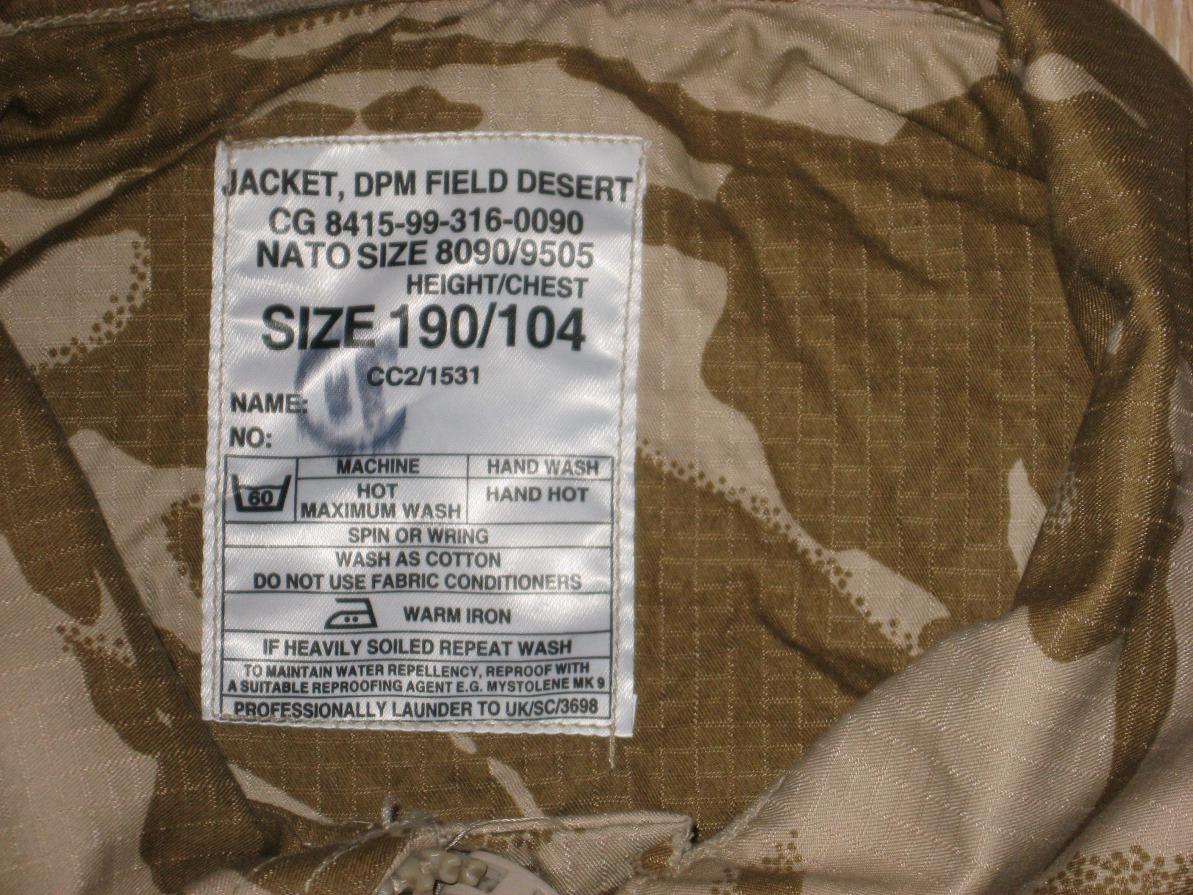 JACKET, DPM FIELD DESERT
CG 8415-99-316-0090
NATO SIZE 8090/9505
HEIGHT/CHEST
SIZE 190/104
CC2/1531
NAME:
NO:
60
MACHINE
HOT
MAXIMUM WASH
HAND WASH
HAND HOT
SPIN OR WRING
WASH AS COTTON
DO NOT USE FABRIC CONDITIONERS
WARM IRON
IF HEAVILY SOILED REPEAT WASH
TO MAINTAIN WATER REPELLENCY, REPROOF WITH
A SUITABLE REPROOFING AGENT E.G. MYSTOLENE MK 9
PROFESSIONALLY LAUNDER TO UK/SC/3698